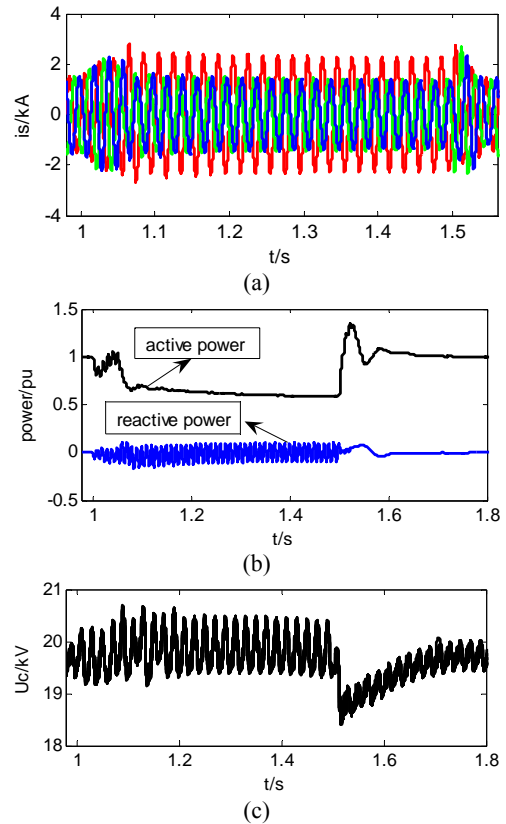 4
2
0
-2
-4
is/kA
1 1.1 1.2 1.3 1.4 1.5
t/s
(a)
1.5
1
0.5
0
-0.5
power/pu
active power
reactive power
1 1.2 1.4 1.6 1.8
t/s
(b)
21
20
19
18
Uc/kV
1 1.2 1.4 1.6 1.8
t/s
(c)